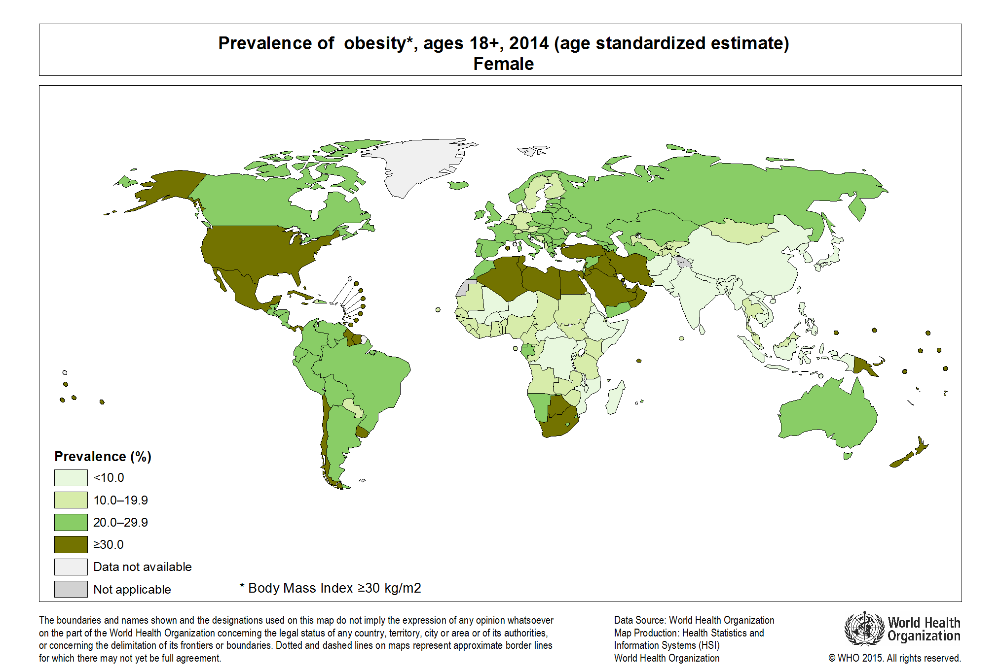 Prevalence of  obesity*, ages 18+, 2014 (age standardized estimate)
Female
Prevalence (%)
<10.0
10.0–19.9
20.0–29.9
≥30.0
Data not available
Not applicable
* Body Mass Index ≥30 kg/m2
The boundaries and names shown and the designations used on this map do not imply the expression of any opinion whatsoever
on the part of the World Health Organization concerning the legal status of any country, territory, city or area or of its authorities,
or concerning the delimitation of its frontiers or boundaries. Dotted and dashed lines on maps represent approximate border lines
for which there may not yet be full agreement.
Data Source: World Health Organization
Map Production: Health Statistics and
Information Systems (HSI)
World Health Organization
World Health
Organization
© WHO 2015. All rights reserved.